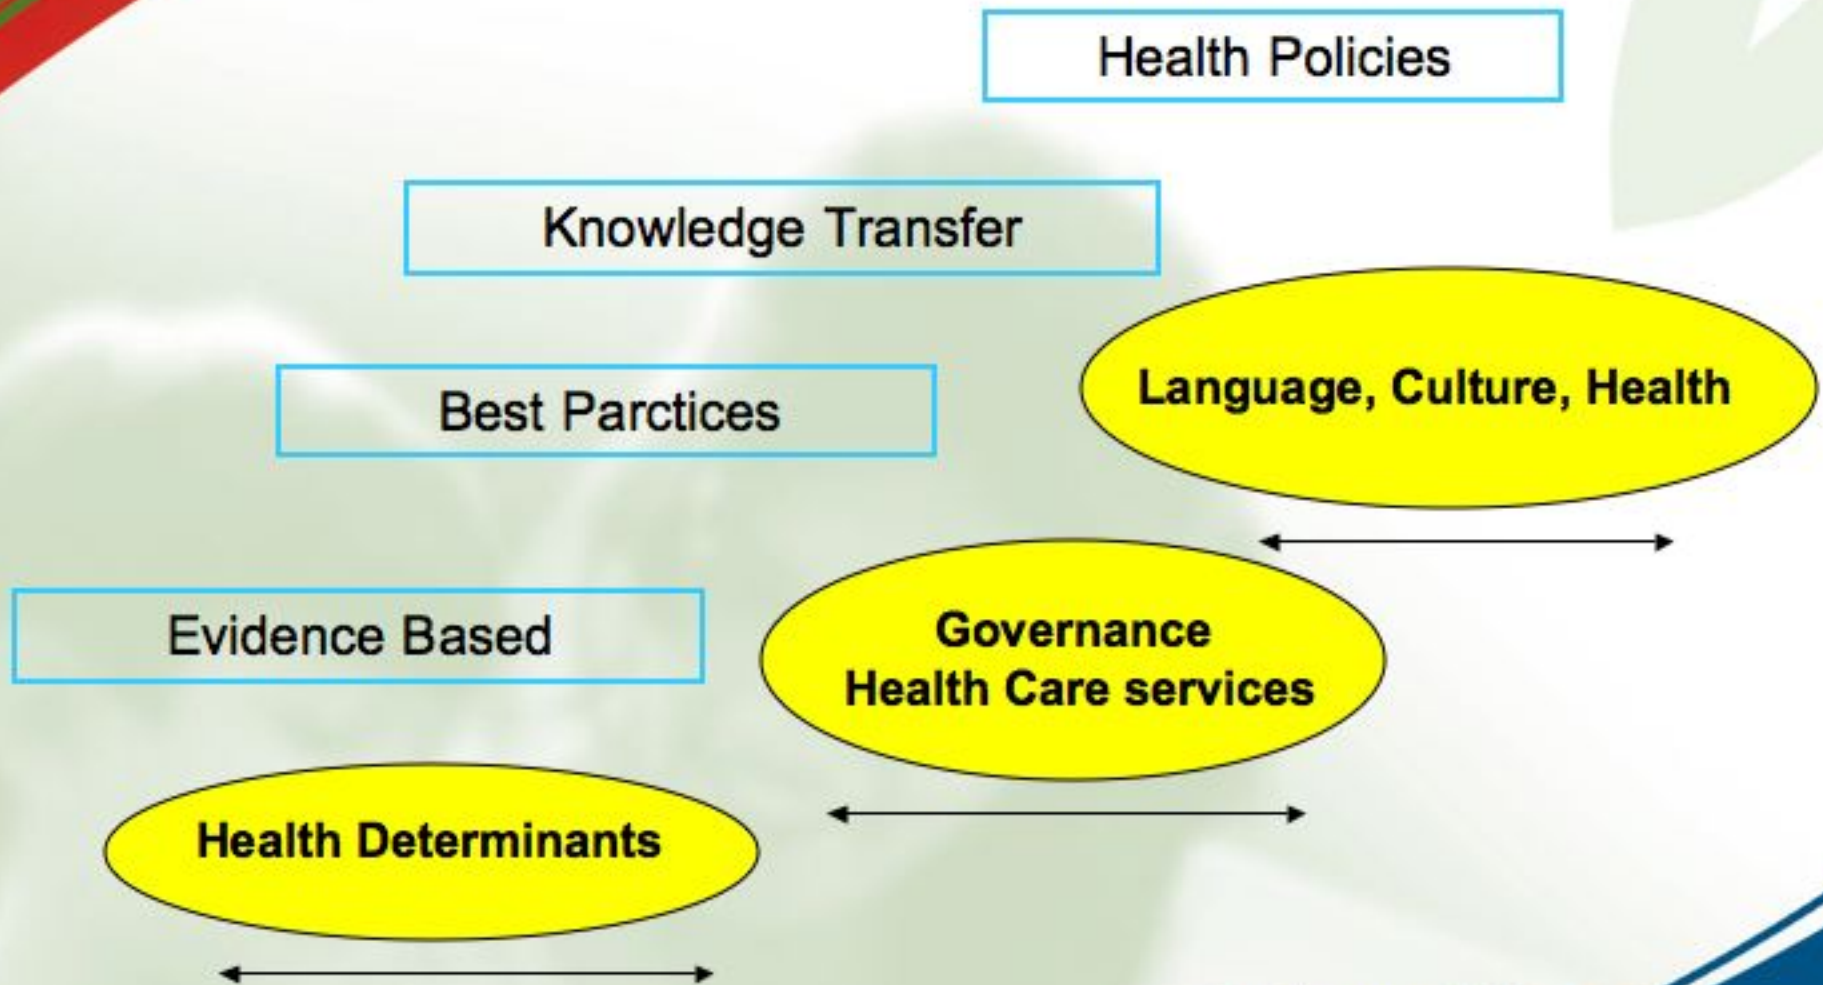 Health Policies
Knowledge Transfer
Language, Culture, Health
Best Parctices
Evidence Based
Governance
Health Care services
Health Determinants